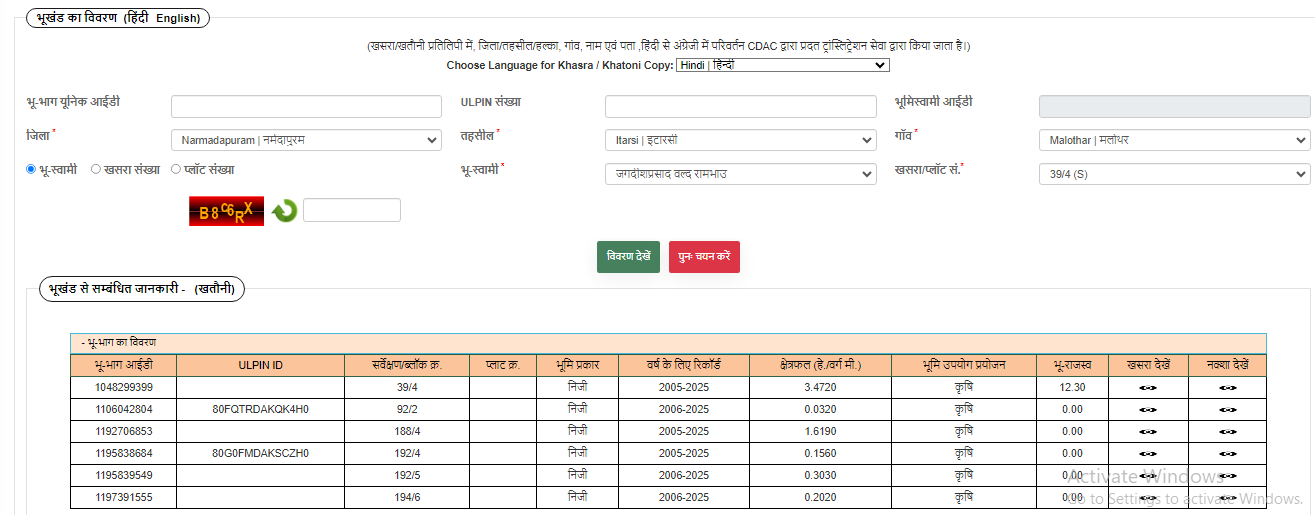 भूखंड का विवरण (हिंदी English)
(खसरा/खतौनी प्रतिलिपी में, जिला/तहसील/हल्का, गांव, नाम एवं पता ,हिंदी से अंग्रेजी में परिवर्तन CDAC द्वारा प्रदत ट्रांस्लिट्रेशन सेवा द्वारा किया जाता है।)
Choose Language for Khasra / Khatoni Copy: Hindi | हिन्दी
भू-भाग यूनिक आईडी ULPIN संख्या भूमिस्वामी आईडी
जिला * Narmadapuram | नर्मदापुरम तहसील * Itarsi | इटारसी गाँव * Malothar | मलोथर
भू-स्वामी खसरा संख्या प्लॉट संख्या भू-स्वामी * जगदीशप्रसाद वल्द रामभाउ खसरा/प्लॉट सं.* 39/4 (S)
B8C6RX
विवरण देखें पुनः चयन करें
भूखंड से सम्बंधित जानकारी - (खतौनी)
- भू-भाग का विवरण
भू-भाग आईडी ULPIN ID सर्वेक्षण/ब्लॉक क्र. प्लाट क्र. भूमि प्रकार वर्ष के लिए रिकॉर्ड क्षेत्रफल (हे./वर्ग मी.) भूमि उपयोग प्रयोजन भू-राजस्व खसरा देखें नक्शा देखें
1048299399 39/4 निजी 2005-2025 3.4720 कृषि 12.30
1106042804 80FQTRDAKQK4H0 92/2 निजी 2006-2025 0.0320 कृषि 0.00
1192706853 188/4 निजी 2005-2025 1.6190 कृषि 0.00
1195838684 80G0FMDAKSCZH0 192/4 निजी 2005-2025 0.1560 कृषि 0.00
1195839549 192/5 निजी 2006-2025 0.3030 कृषि 0.00
1197391555 194/6 निजी 2006-2025 0.2020 कृषि 0.00
Activate Windows
Go to Settings to activate Windows.